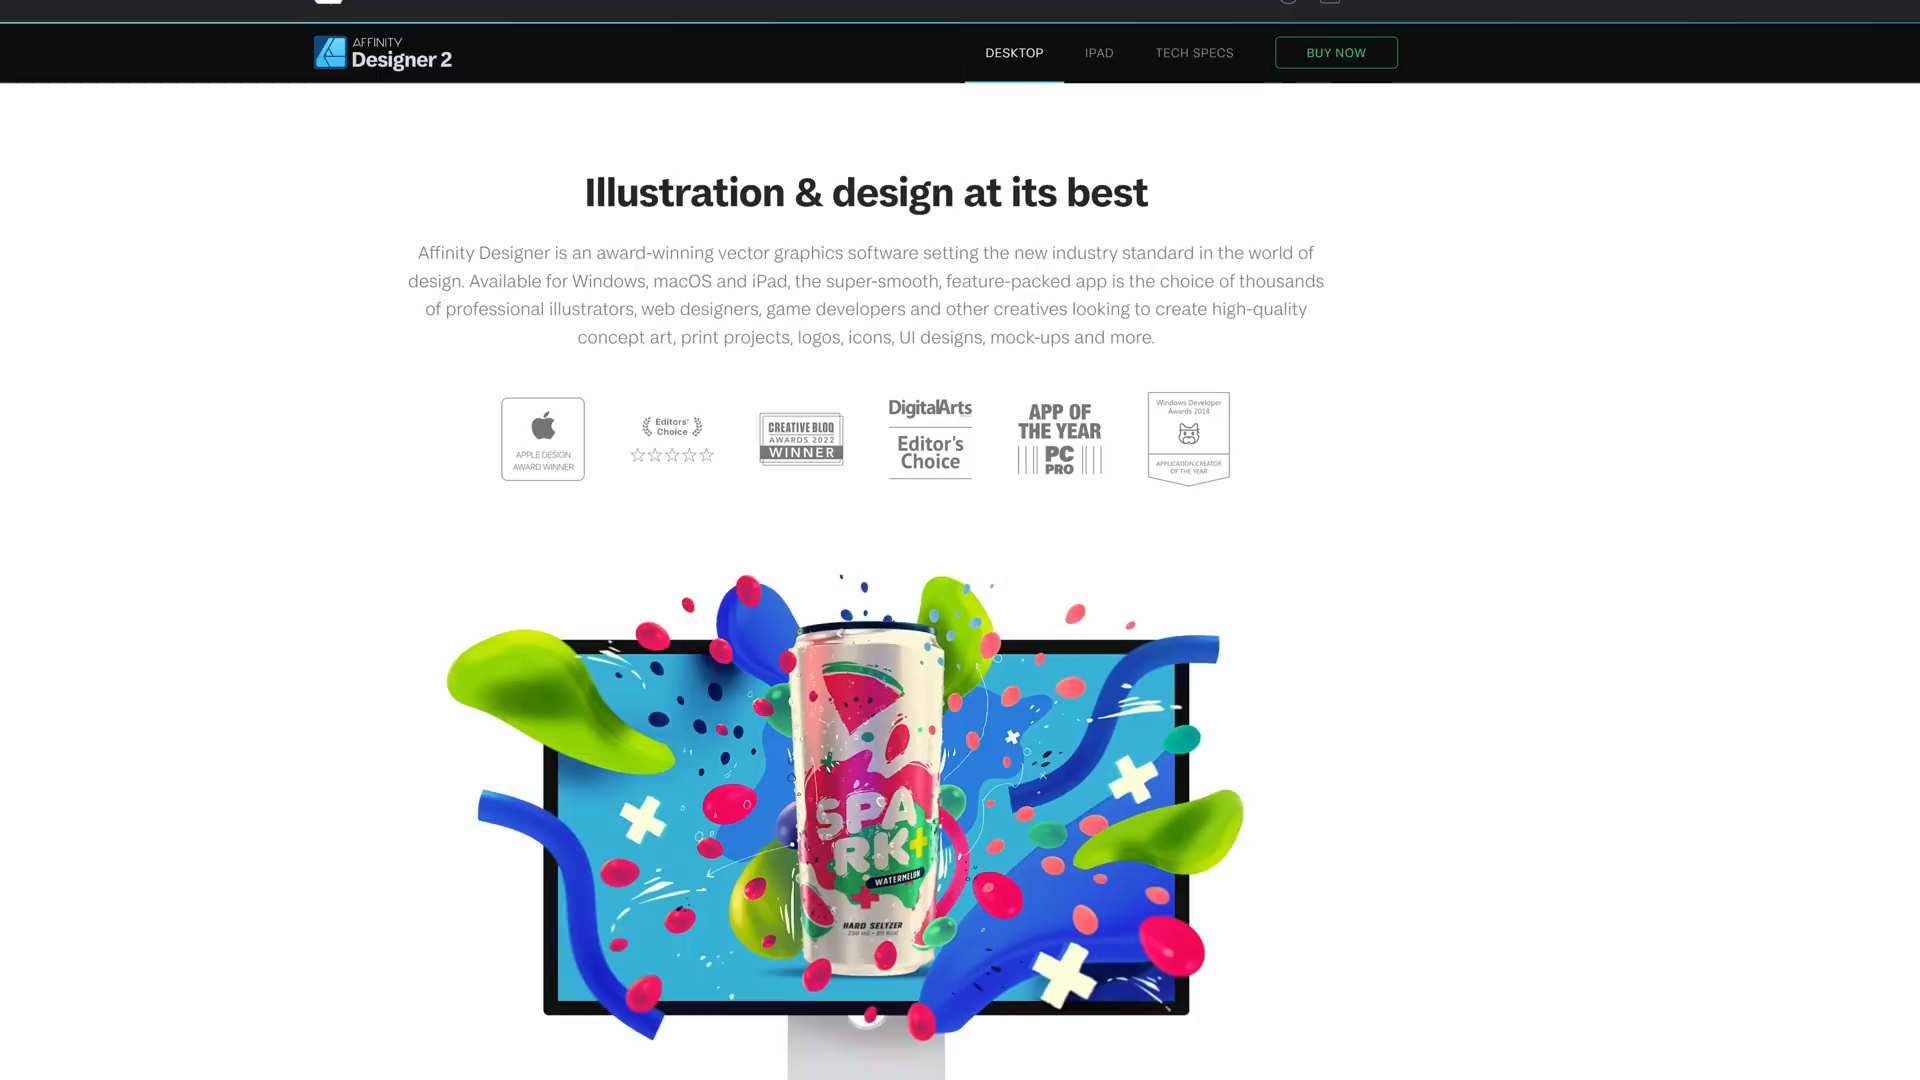 AFFINITY
Designer 2
DESKTOP
IPAD
TECH SPECS
BUY NOW
Illustration & design at its best
Affinity Designer is an award-winning vector graphics software setting the new industry standard in the world of
design. Available for Windows, macOS and iPad, the super-smooth, feature-packed app is the choice of thousands
of professional illustrators, web designers, game developers and other creatives looking to create high-quality
concept art, print projects, logos, icons, UI designs, mock-ups and more.
APPLE DESIGN
AWARD WINNER
Editors'
Choice
CREATIVE BLOQ
AWARDS 2022
WINNER
DigitalArts
Editor's
Choice
APP OF
THE YEAR
PC
PRO
Windows Developer
Awards 2018
APPLICATION CREATOR
OF THE YEAR
SPA
RK+
WATERMELON
HARD SELTZER
250 ml • 80 Kcal